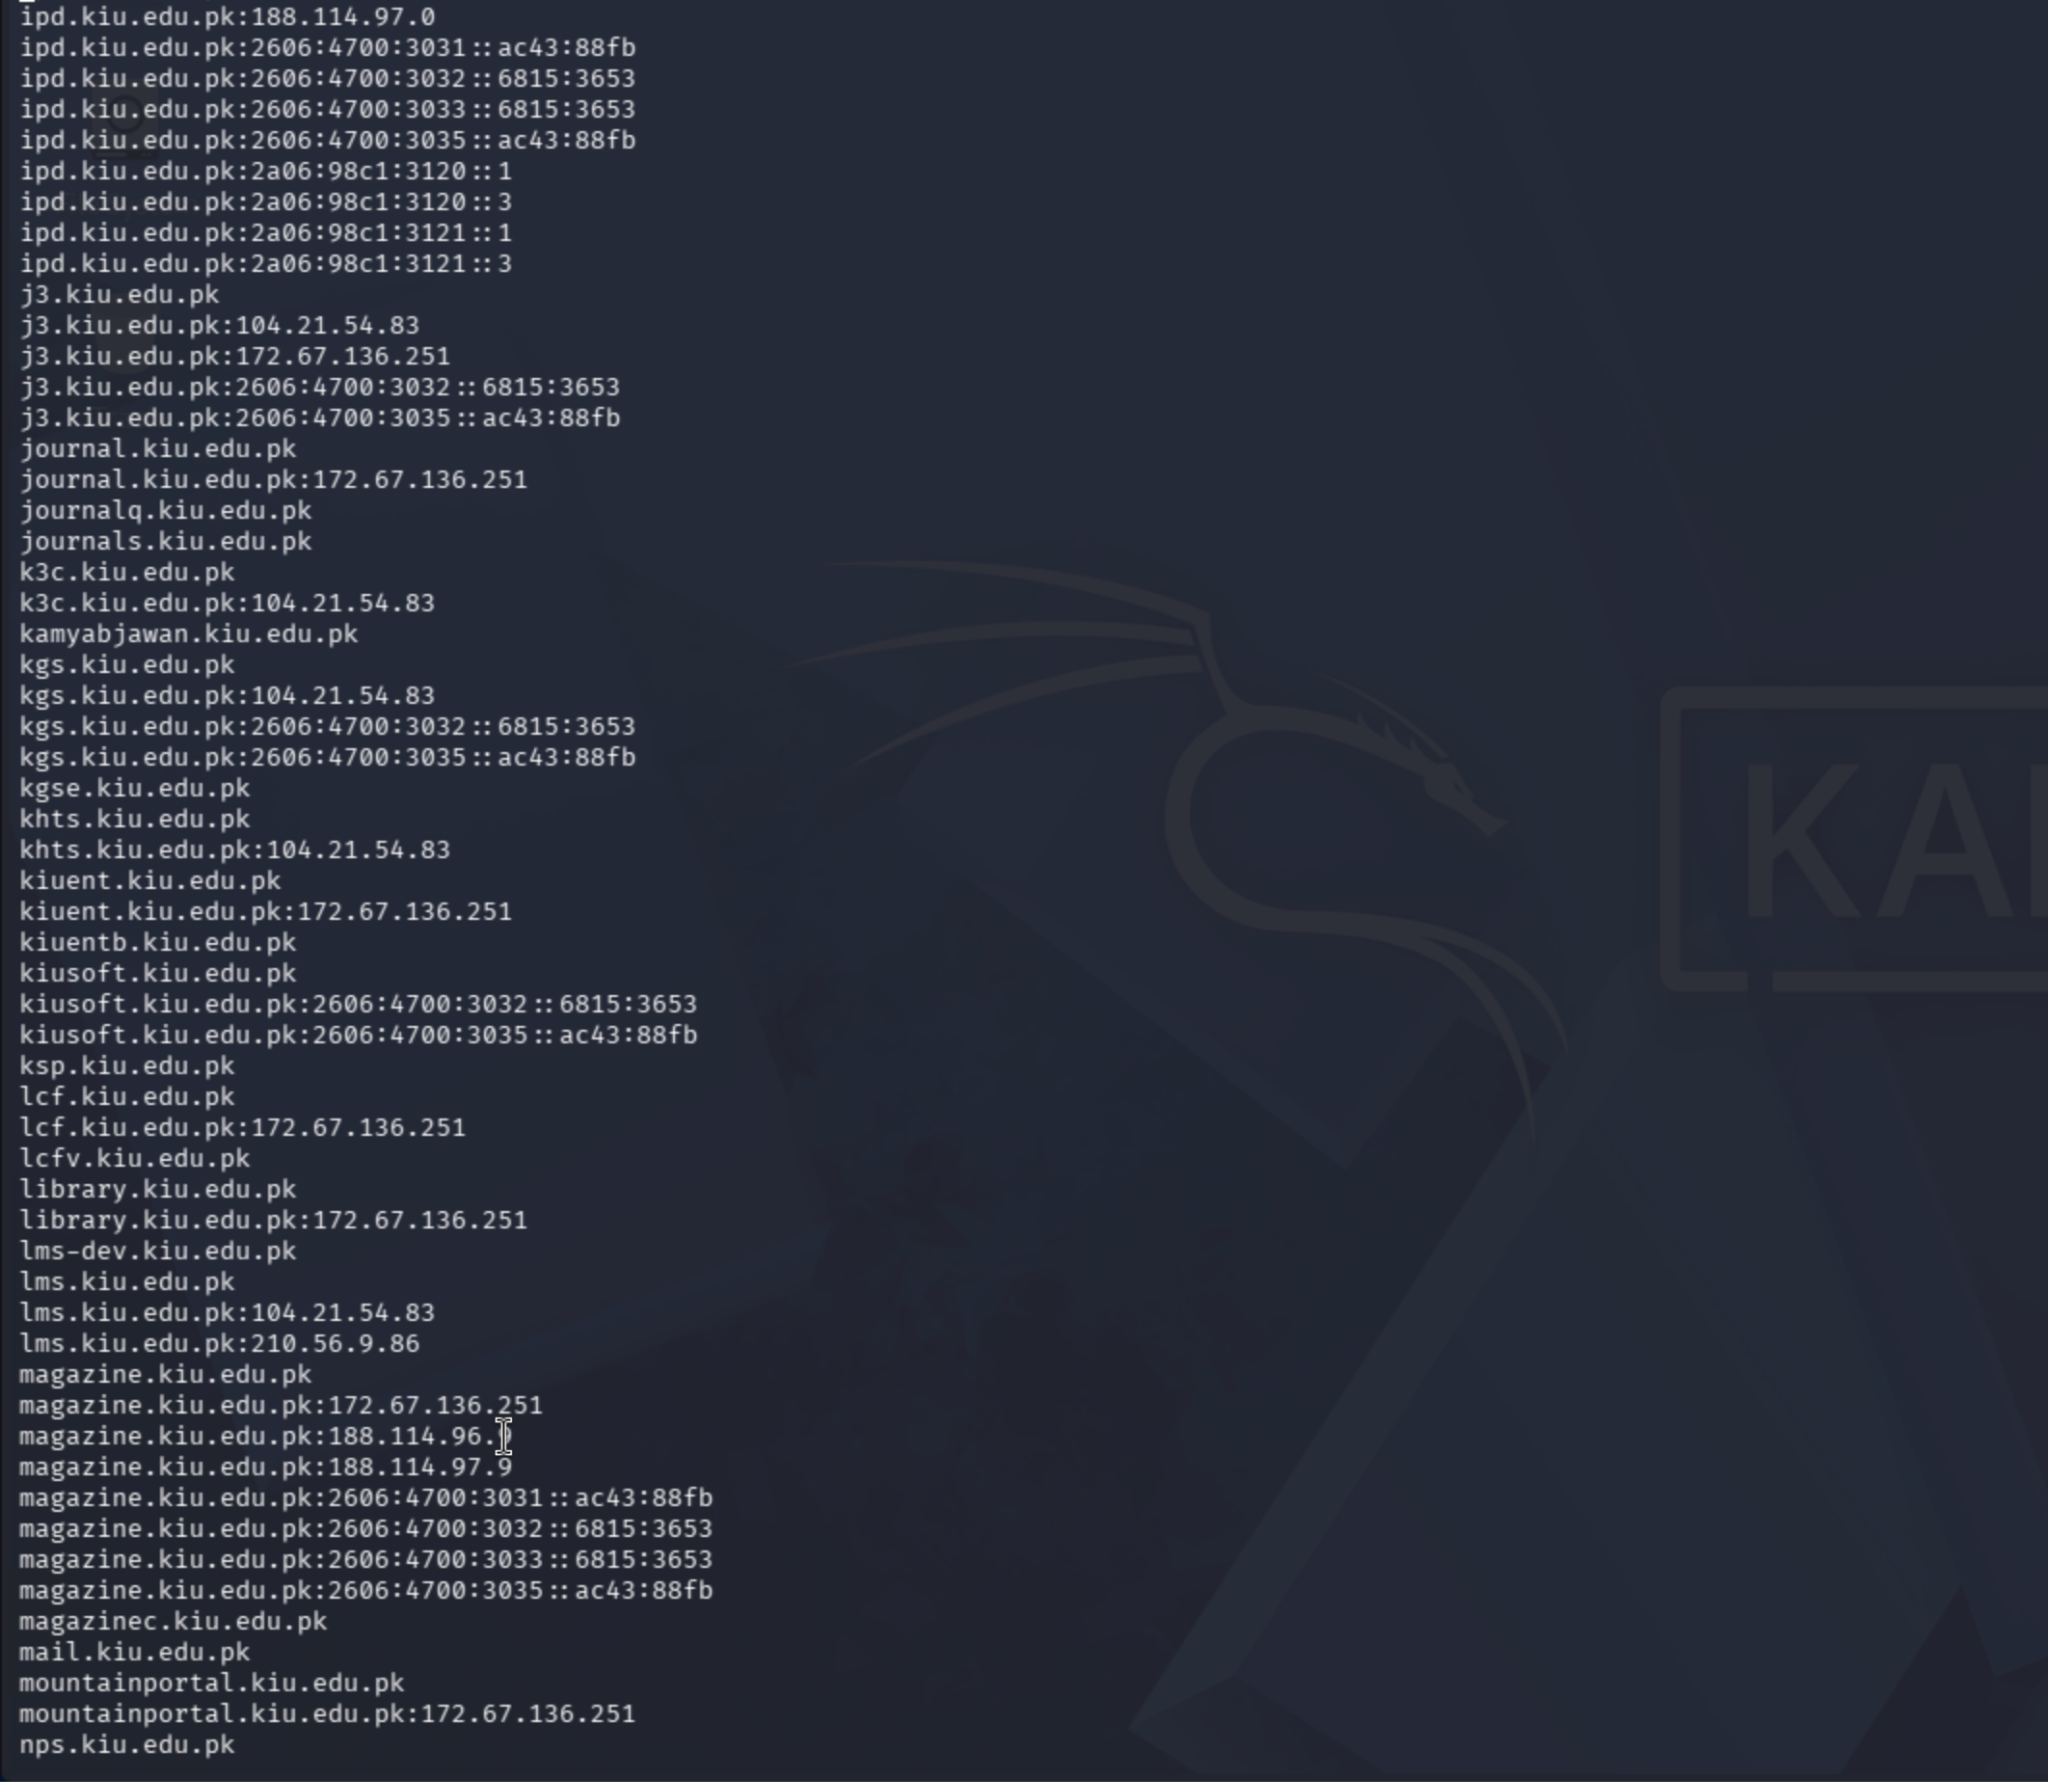 ipd.kiu.edu.pk:188.114.97.0
ipd.kiu.edu.pk:2606:4700:3031::ac43:88fb
ipd.kiu.edu.pk:2606:4700:3032::6815:3653
ipd.kiu.edu.pk:2606:4700:3033::6815:3653
ipd.kiu.edu.pk:2606:4700:3035::ac43:88fb
ipd.kiu.edu.pk:2a06:98c1:3120::1
ipd.kiu.edu.pk:2a06:98c1:3120::3
ipd.kiu.edu.pk:2a06:98c1:3121::1
ipd.kiu.edu.pk:2a06:98c1:3121::3
j3.kiu.edu.pk
j3.kiu.edu.pk:104.21.54.83
j3.kiu.edu.pk:172.67.136.251
j3.kiu.edu.pk:2606:4700:3032::6815:3653
j3.kiu.edu.pk:2606:4700:3035::ac43:88fb
journal.kiu.edu.pk
journal.kiu.edu.pk:172.67.136.251
journalq.kiu.edu.pk
journals.kiu.edu.pk
k3c.kiu.edu.pk
k3c.kiu.edu.pk:104.21.54.83
kamyabjawan.kiu.edu.pk
kgs.kiu.edu.pk
kgs.kiu.edu.pk:104.21.54.83
kgs.kiu.edu.pk:2606:4700:3032::6815:3653
kgs.kiu.edu.pk:2606:4700:3035::ac43:88fb
kgse.kiu.edu.pk
khts.kiu.edu.pk
khts.kiu.edu.pk:104.21.54.83
kiuent.kiu.edu.pk
kiuent.kiu.edu.pk:172.67.136.251
kiuentb.kiu.edu.pk
kiusoft.kiu.edu.pk
kiusoft.kiu.edu.pk:2606:4700:3032::6815:3653
kiusoft.kiu.edu.pk:2606:4700:3035::ac43:88fb
ksp.kiu.edu.pk
lcf.kiu.edu.pk
lcf.kiu.edu.pk:172.67.136.251
lcfv.kiu.edu.pk
library.kiu.edu.pk
library.kiu.edu.pk:172.67.136.251
lms-dev.kiu.edu.pk
lms.kiu.edu.pk
lms.kiu.edu.pk:104.21.54.83
lms.kiu.edu.pk:210.56.9.86
magazine.kiu.edu.pk
magazine.kiu.edu.pk:172.67.136.251
magazine.kiu.edu.pk:188.114.96.
magazine.kiu.edu.pk:188.114.97.9
magazine.kiu.edu.pk:2606:4700:3031::ac43:88fb
magazine.kiu.edu.pk:2606:4700:3032::6815:3653
magazine.kiu.edu.pk:2606:4700:3033::6815:3653
magazine.kiu.edu.pk:2606:4700:3035::ac43:88fb
magazinec.kiu.edu.pk
mail.kiu.edu.pk
mountainportal.kiu.edu.pk
mountainportal.kiu.edu.pk:172.67.136.251
nps.kiu.edu.pk
KA